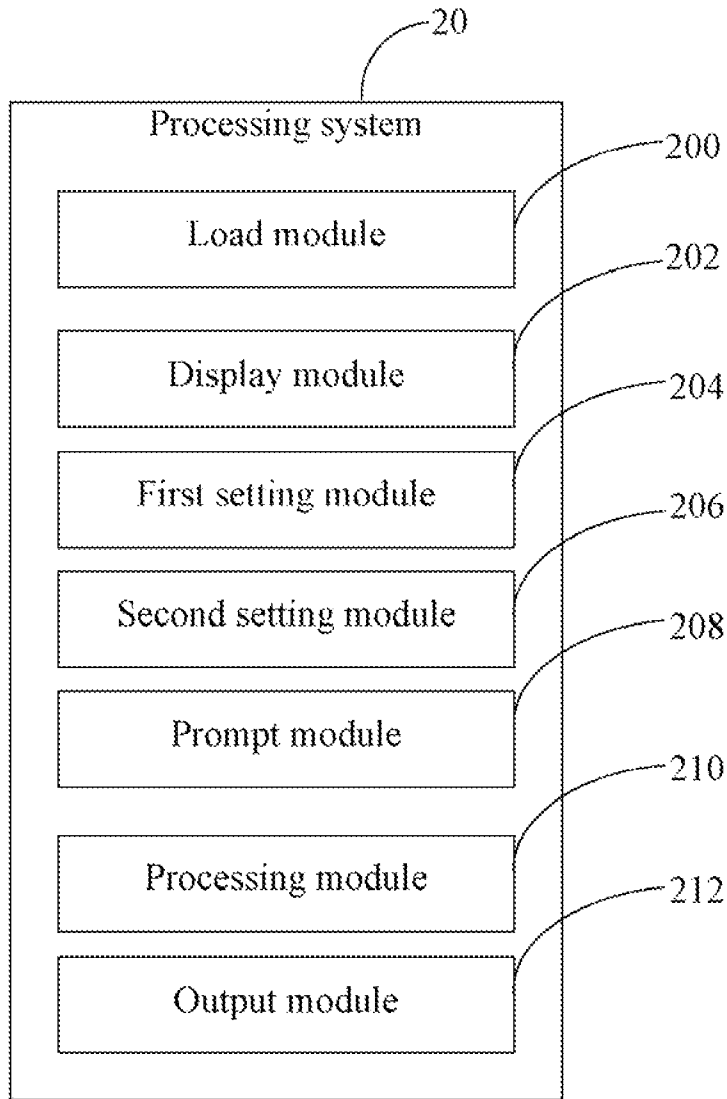 20
Processing system
200
Load module
202
Display module
204
First setting module
206
Second setting module
208
Prompt module
210
Processing module
212
Output module